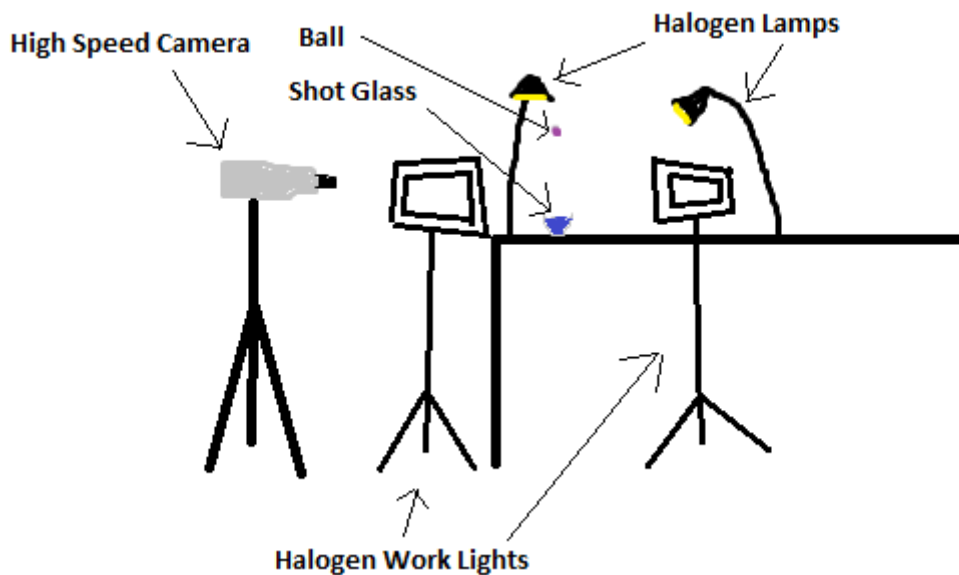 High Speed Camera
Ball
Shot Glass
Halogen Lamps
Halogen Work Lights